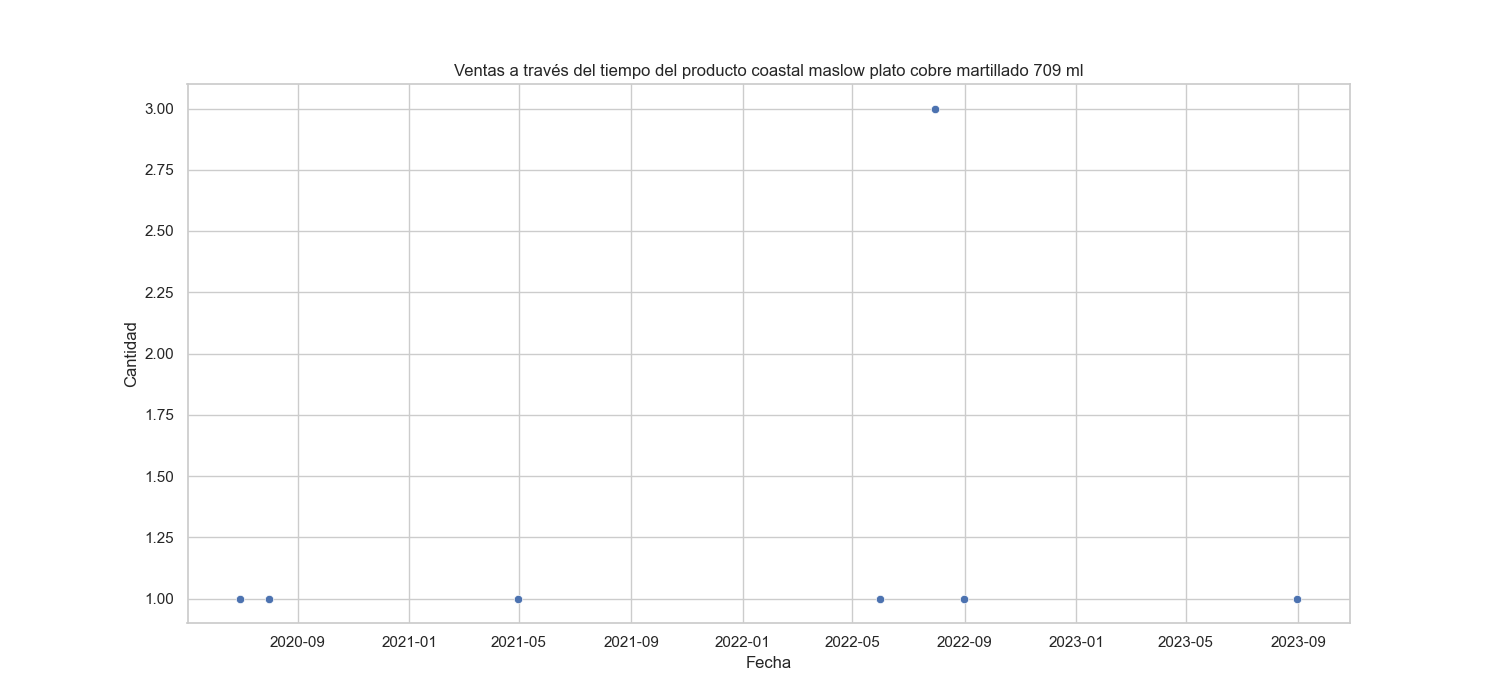 Ventas a través del tiempo del producto coastal maslow plato cobre martillado 709 ml
3.00
2.75
2.50
2.25
2.00
1.75
1.50
1.25
1.00
Cantidad
2020-09 2021-01 2021-05 2021-09 2022-01 2022-05 2022-09 2023-01 2023-05 2023-09
Fecha